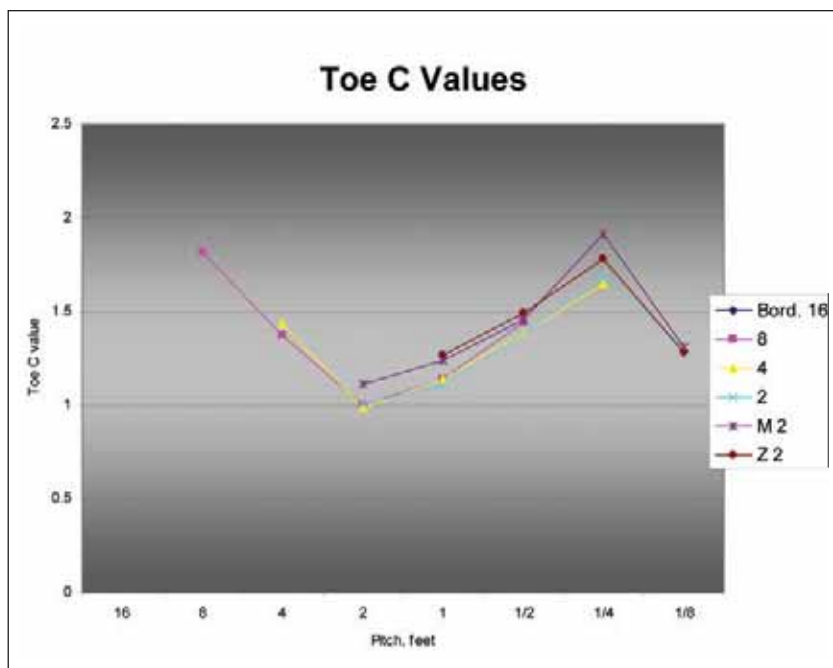 Toe C Values
2.5
2
1.5
1
0.5
0
Toe C value
16 8 4 2 1 1/2 1/4 1/8
Pitch, feet
Bord. 16
8
4
2
M 2
Z 2